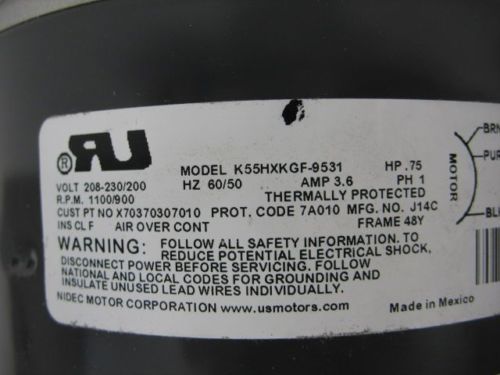 MODEL K55HXKGF-9531 HP .75
VOLT 208-230/200 HZ 60/50 AMP 3.6 PH 1
R.P.M. 1100/900 THERMALLY PROTECTED
CUST PT NO X70370307010 PROT. CODE 7A010 MFG. NO. J14C
INS CL F AIR OVER CONT FRAME 48Y
WARNING: FOLLOW ALL SAFETY INFORMATION. TO
REDUCE POTENTIAL ELECTRICAL SHOCK,
DISCONNECT POWER BEFORE SERVICING. FOLLOW
NATIONAL AND LOCAL CODES FOR GROUNDING AND
INSULATE UNUSED LEAD WIRES INDIVIDUALLY.
NIDEC MOTOR CORPORATION www.usmotors.com
Made in Mexico
MOTOR
BRN
PUR